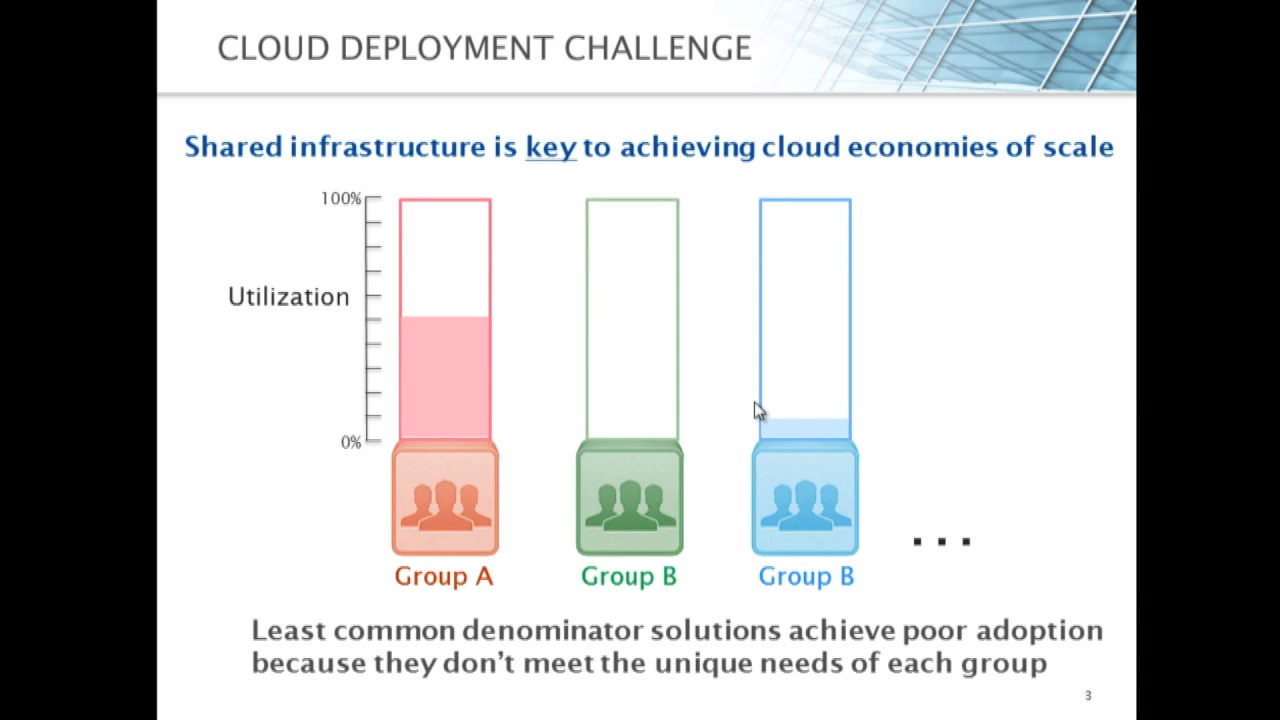 CLOUD DEPLOYMENT CHALLENGE
Shared infrastructure is key to achieving cloud economies of scale
100%
Utilization
0%
Group A
Group B
Group B
...
Least common denominator solutions achieve poor adoption
because they don’t meet the unique needs of each group
3